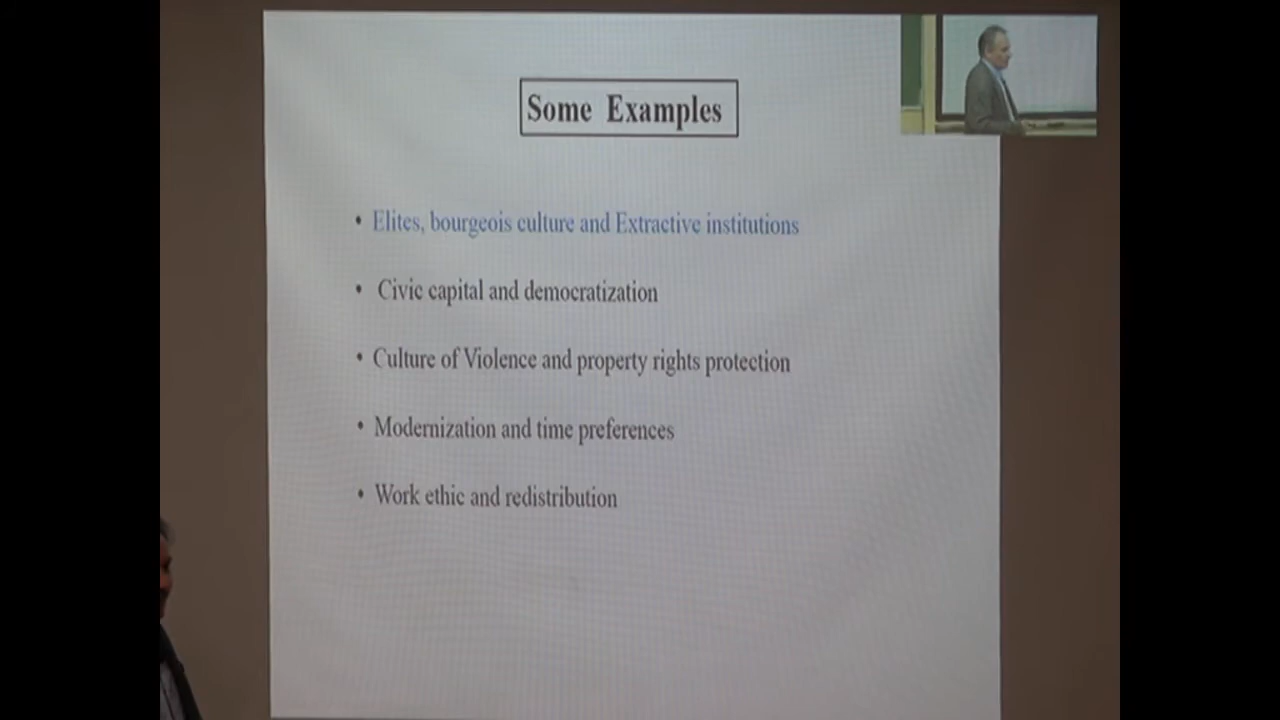 Some Examples
• Elites, bourgeois culture and Extractive institutions
• Civic capital and democratization
• Culture of Violence and property rights protection
• Modernization and time preferences
• Work ethic and redistribution